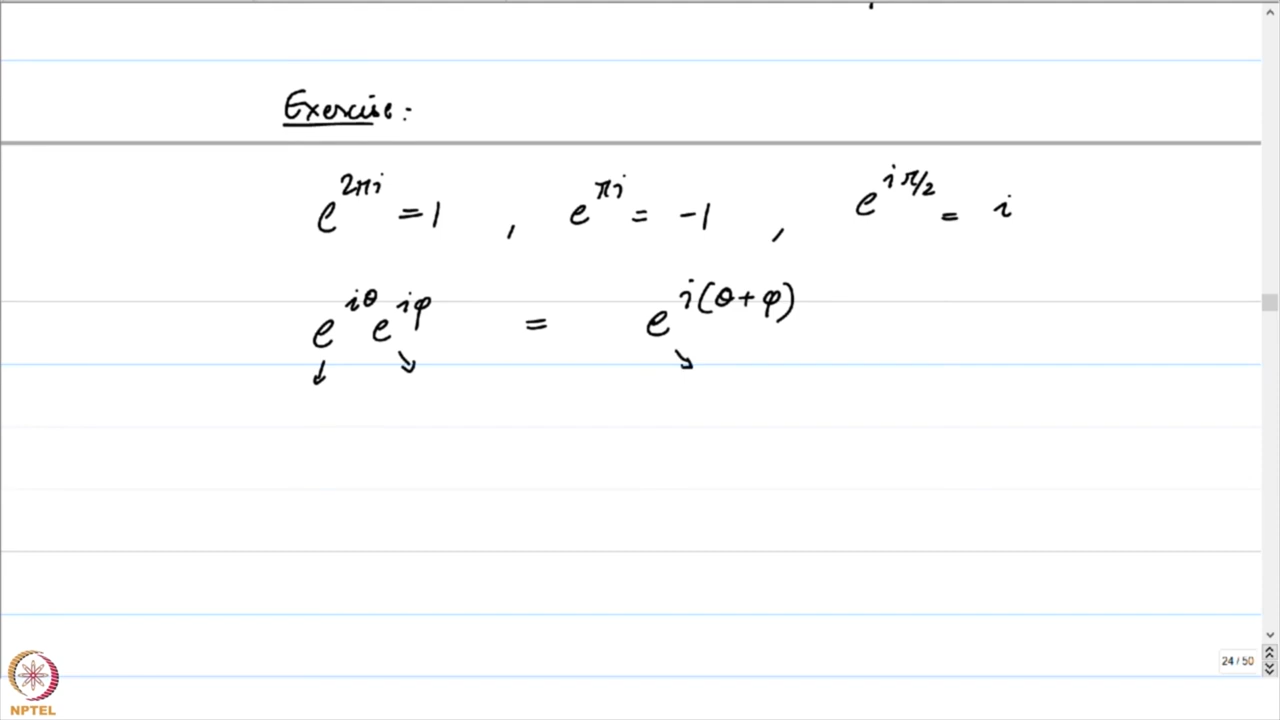 Exercise:
e^{2πi} = 1 , e^{πi} = -1 , e^{iπ/2} = i
e^{iθ} e^{iφ} = e^{i(θ+φ)}
24 / 50
NPTEL